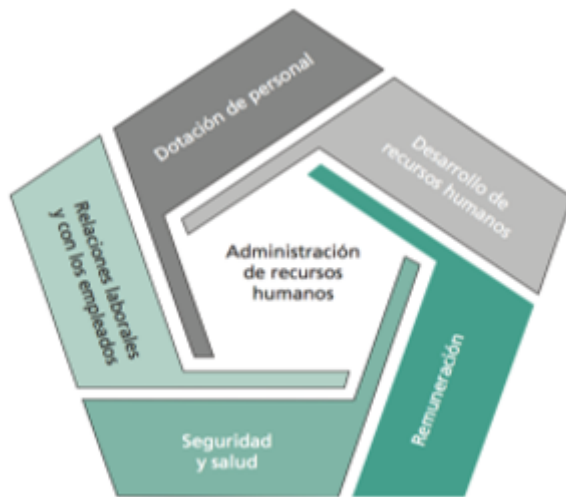 Dotación de personal
Desarrollo de
recursos humanos
Relaciones laborales
y con los empleados
Administración
de recursos
humanos
Remuneración
Seguridad
y salud